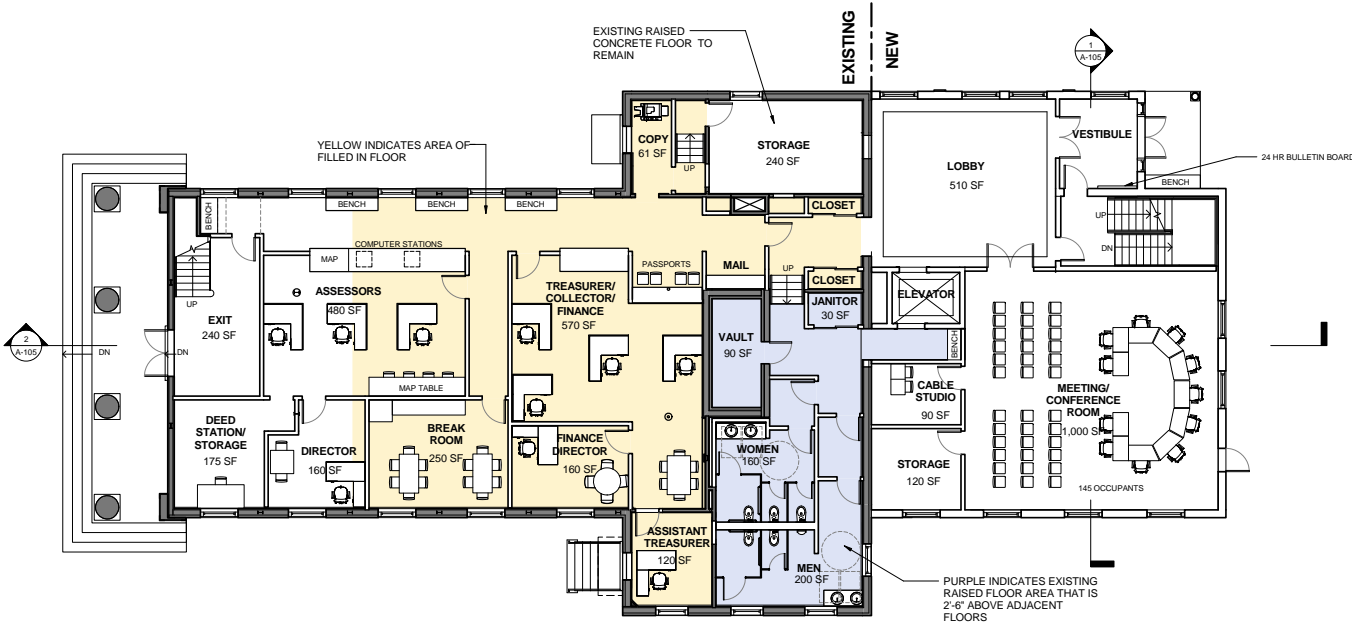 EXISTING RAISED
CONCRETE FLOOR TO
REMAIN
EXISTING
NEW
1
A-105
YELLOW INDICATES AREA OF
FILLED IN FLOOR
COPY
61 SF
UP
STORAGE
240 SF
LOBBY
510 SF
VESTIBULE
24 HR BULLETIN BOARD
BENCH
BENCH
BENCH
BENCH
BENCH
CLOSET
UP
DN
COMPUTER STATIONS
MAP
PASSPORTS
MAIL
UP
CLOSET
UP
ASSESSORS
480 SF
TREASURER/
COLLECTOR/
FINANCE
570 SF
JANITOR
30 SF
ELEVATOR
EXIT
240 SF
2
A-105
DN
DN
VAULT
90 SF
BENCH
MAP TABLE
CABLE
STUDIO
90 SF
MEETING/
CONFERENCE
ROOM
1,000 SF
DEED
STATION/
STORAGE
175 SF
DIRECTOR
160 SF
BREAK
ROOM
250 SF
FINANCE
DIRECTOR
160 SF
WOMEN
160 SF
STORAGE
120 SF
145 OCCUPANTS
ASSISTANT
TREASURER
120 SF
MEN
200 SF
PURPLE INDICATES EXISTING
RAISED FLOOR AREA THAT IS
2'-6" ABOVE ADJACENT
FLOORS